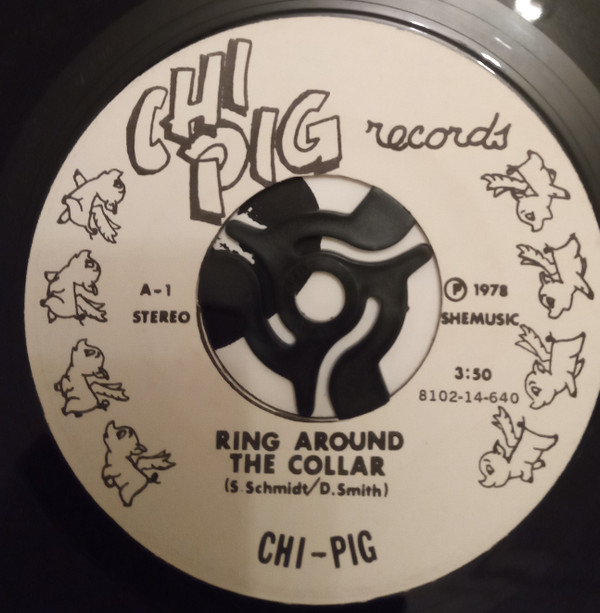 CHI PIG records
A-1
STEREO
℗ 1978
SHEMUSIC
3:50
8102-14-640
RING AROUND
THE COLLAR
(S. Schmidt/D.Smith)
CHI-PIG